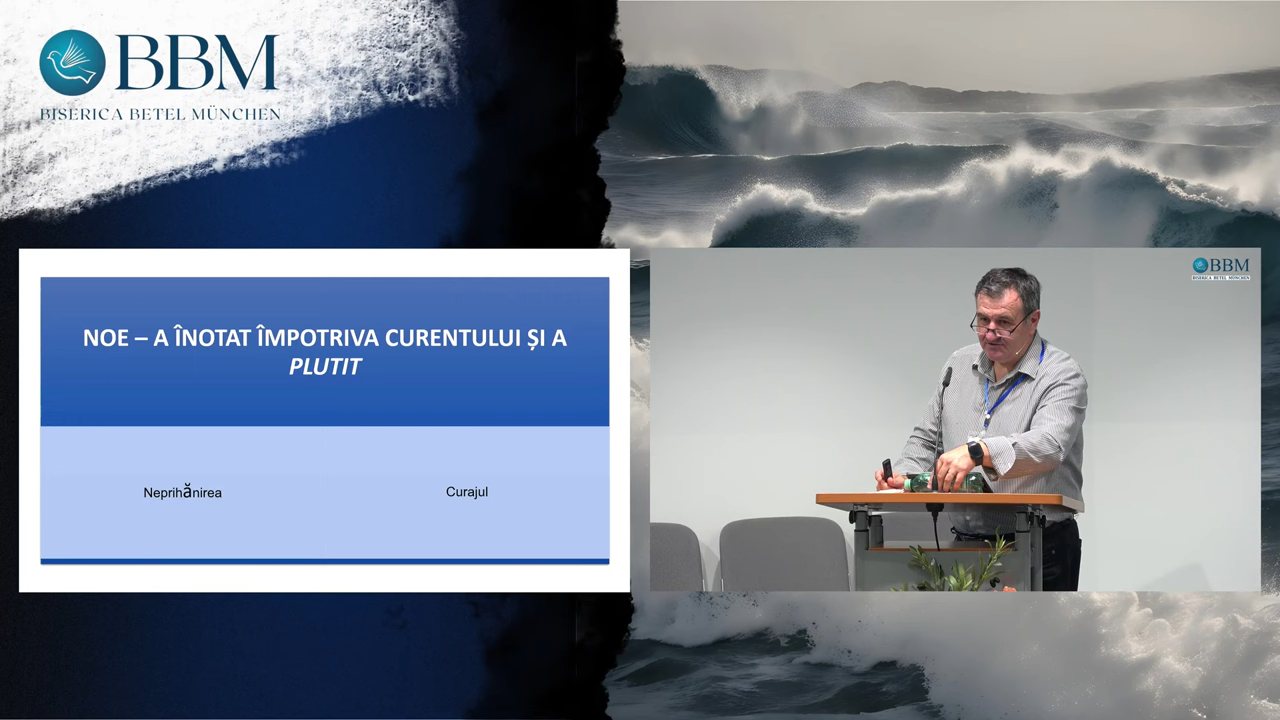 BBM
BISERICA BETEL MÜNCHEN
NOE – A ÎNOTAT ÎMPOTRIVA CURENTULUI ȘI A
PLUTIT
Neprihănirea
Curajul
BBM
BISERICA BETEL MÜNCHEN